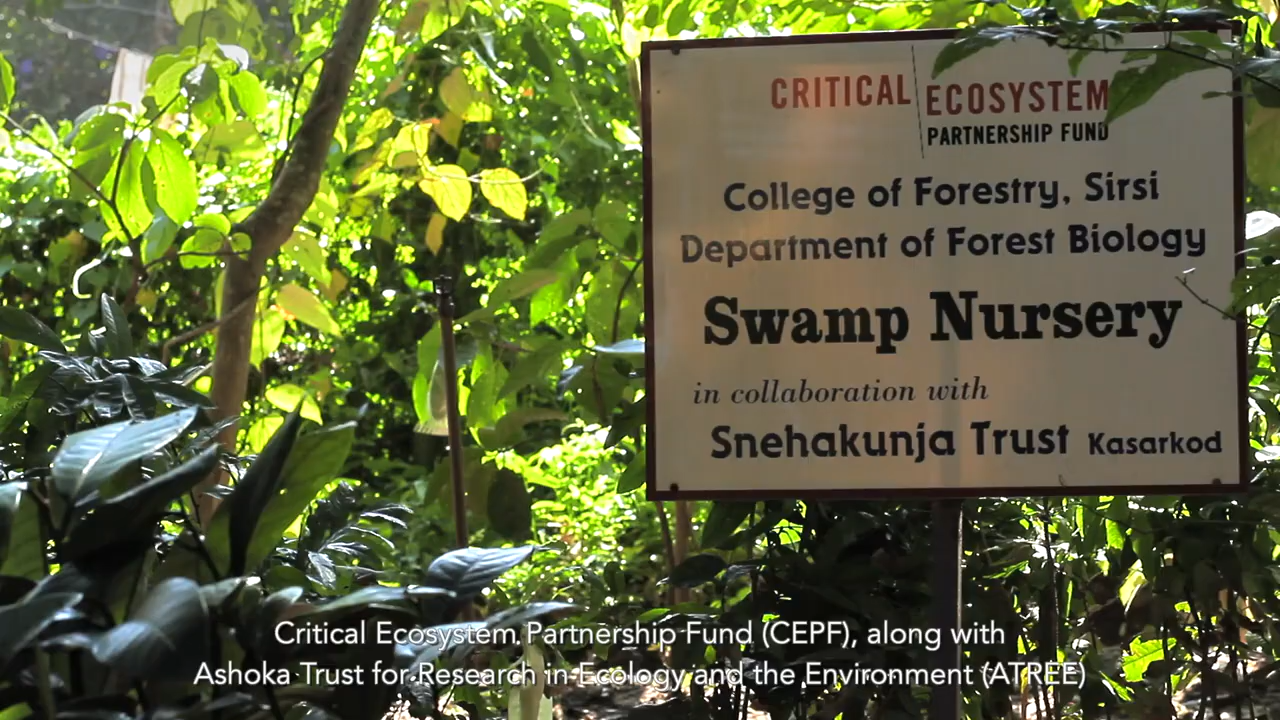 CRITICAL ECOSYSTEM
PARTNERSHIP FUND
College of Forestry, Sirsi
Department of Forest Biology
Swamp Nursery
in collaboration with
Snehakunja Trust Kasarkod
Critical Ecosystem Partnership Fund (CEPF), along with
Ashoka Trust for Research in Ecology and the Environment (ATREE)